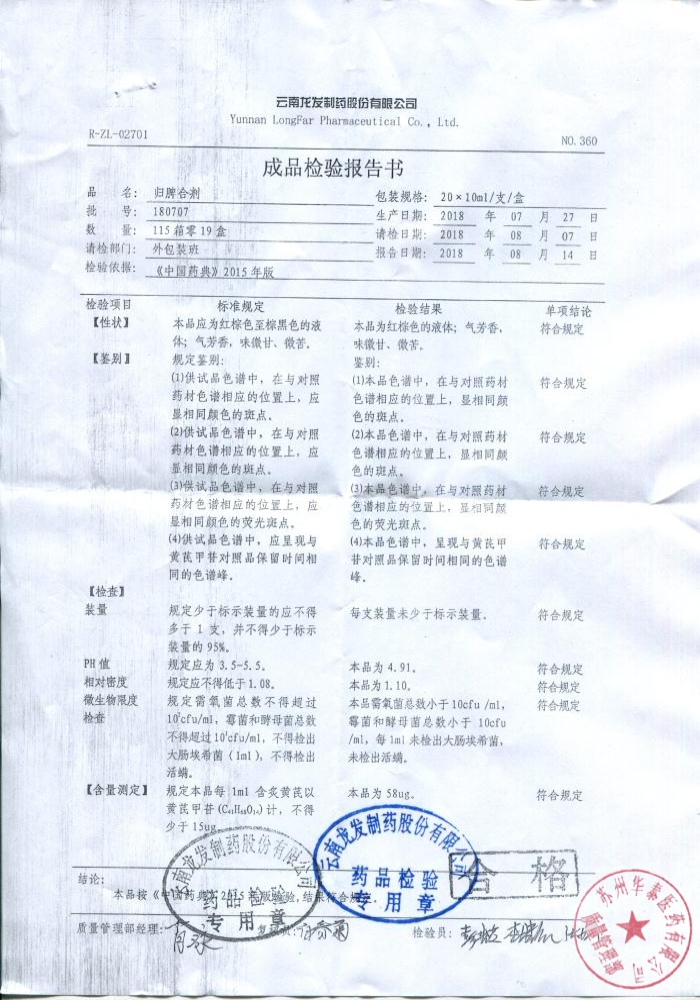 云南龙发制药股份有限公司
Yunnan LongFar Pharmaceutical Co., Ltd.
R-ZL-02701
NO.360
成品检验报告书
品 名: 归脾合剂 包装规格: 20×10ml/支/盒
批 号: 180707 生产日期: 2018 年 07 月 27 日
数 量: 115 箱零 19 盒 请检日期: 2018 年 08 月 07 日
请检部门: 外包装班 报告日期: 2018 年 08 月 14 日
检验依据: 《中国药典》2015 年版
检验项目 标准规定 检验结果 单项结论
【性状】 本品应为红棕色至棕黑色的液 本品为红棕色的液体；气芳香， 符合规定
体；气芳香，味微甘、微苦。 味微甘、微苦。
【鉴别】 规定鉴别: 鉴别:
(1)供试品色谱中，在与对照 (1)本品色谱中，在与对照药材 符合规定
药材色谱相应的位置上，应 色谱相应的位置上，显相同颜
显相同颜色的斑点。 色的斑点。
(2)供试品色谱中，在与对照 (2)本品色谱中，在与对照药材 符合规定
药材色谱相应的位置上，应 色谱相应的位置上，显相同颜
显相同颜色的斑点。 色的斑点。
(3)供试品色谱中，在与对照 (3)本品色谱中，在与对照药材 符合规定
药材色谱相应的位置上，应 色谱相应的位置上，显相同颜
显相同颜色的荧光斑点。 色的荧光斑点。
(4)供试品色谱中，应呈现与 (4)本品色谱中，呈现与黄芪甲 符合规定
黄芪甲苷对照品保留时间相 苷对照品保留时间相同的色谱
同的色谱峰。 峰。
【检查】
装量 规定少于标示装量的应不得 每支装量未少于标示装量。 符合规定
多于 1 支，并不得少于标示
装量的 95%。
PH 值 规定应为 3.5-5.5。 本品为 4.91。 符合规定
相对密度 规定应不得低于 1.08。 本品为 1.10。 符合规定
微生物限度 规定需氧菌总数不得超过 本品需氧菌总数小于 10cfu /ml， 符合规定
检查 10²cfu/ml，霉菌和酵母菌总数 霉菌和酵母菌总数小于 10cfu
不得超过 10¹cfu/ml，不得检出 /ml，每 1ml 未检出大肠埃希菌，
大肠埃希菌（1ml），不得检出 未检出活螨。
活螨。
【含量测定】 规定本品每 1ml 含炙黄芪以 本品为 58ug。 符合规定
黄芪甲苷(C₄₁H₆₈O₁₄)计，不得
少于 15ug
云南龙发制药股份有限公司
药品检验
专用章
云南龙发制药股份有限公司
药品检验
专用章
合格
结论:
本品按《中国药典》2015 年版检验,结果符合规定。
质量管理部经理: 复核人: 检验员:
苏州华泰医药有限公司